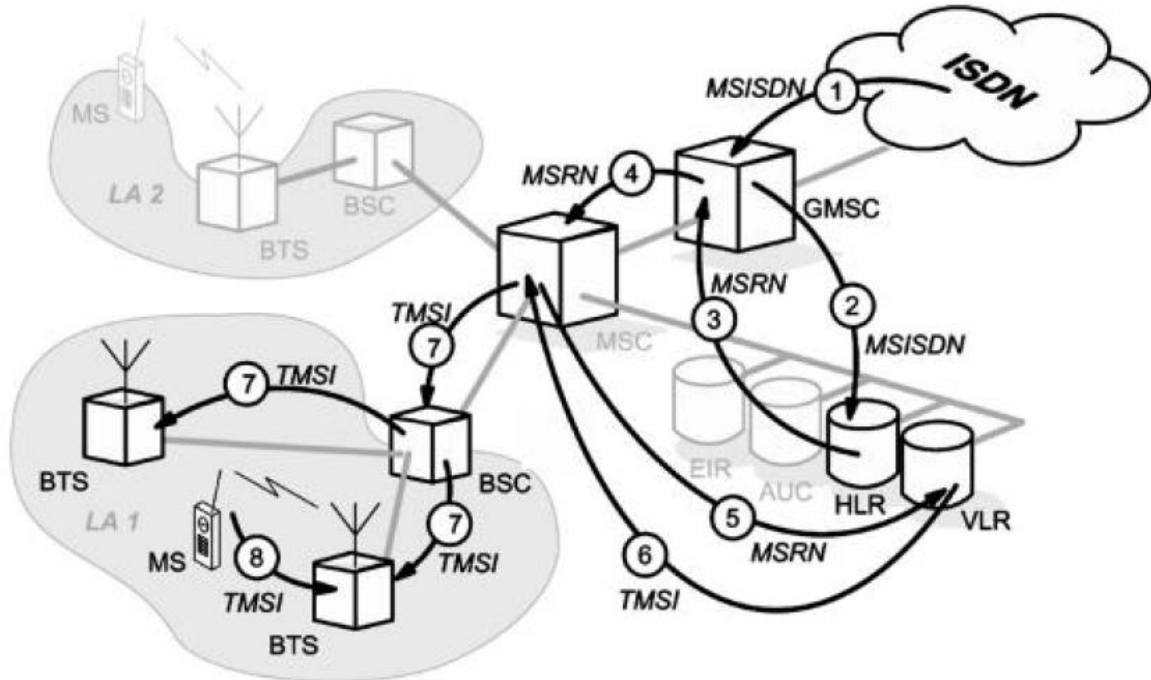 ISDN
MSISDN 1
MS
LA 2
BTS
BSC
MSRN 4
GMSC
MSRN
3
2
MSISDN
MSC
TMSI
7
7 TMSI
BTS
BSC
EIR
AUC
HLR
VLR
LA 1
MS
8
TMSI
BTS
7
TMSI
5
MSRN
6
TMSI